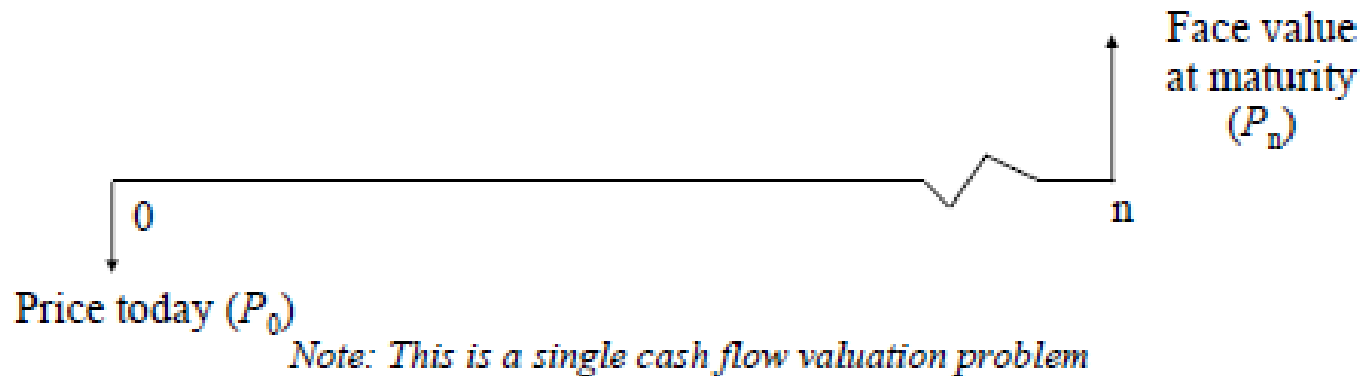 Face value
at maturity
(Pn)
0
n
Price today (P0)
Note: This is a single cash flow valuation problem